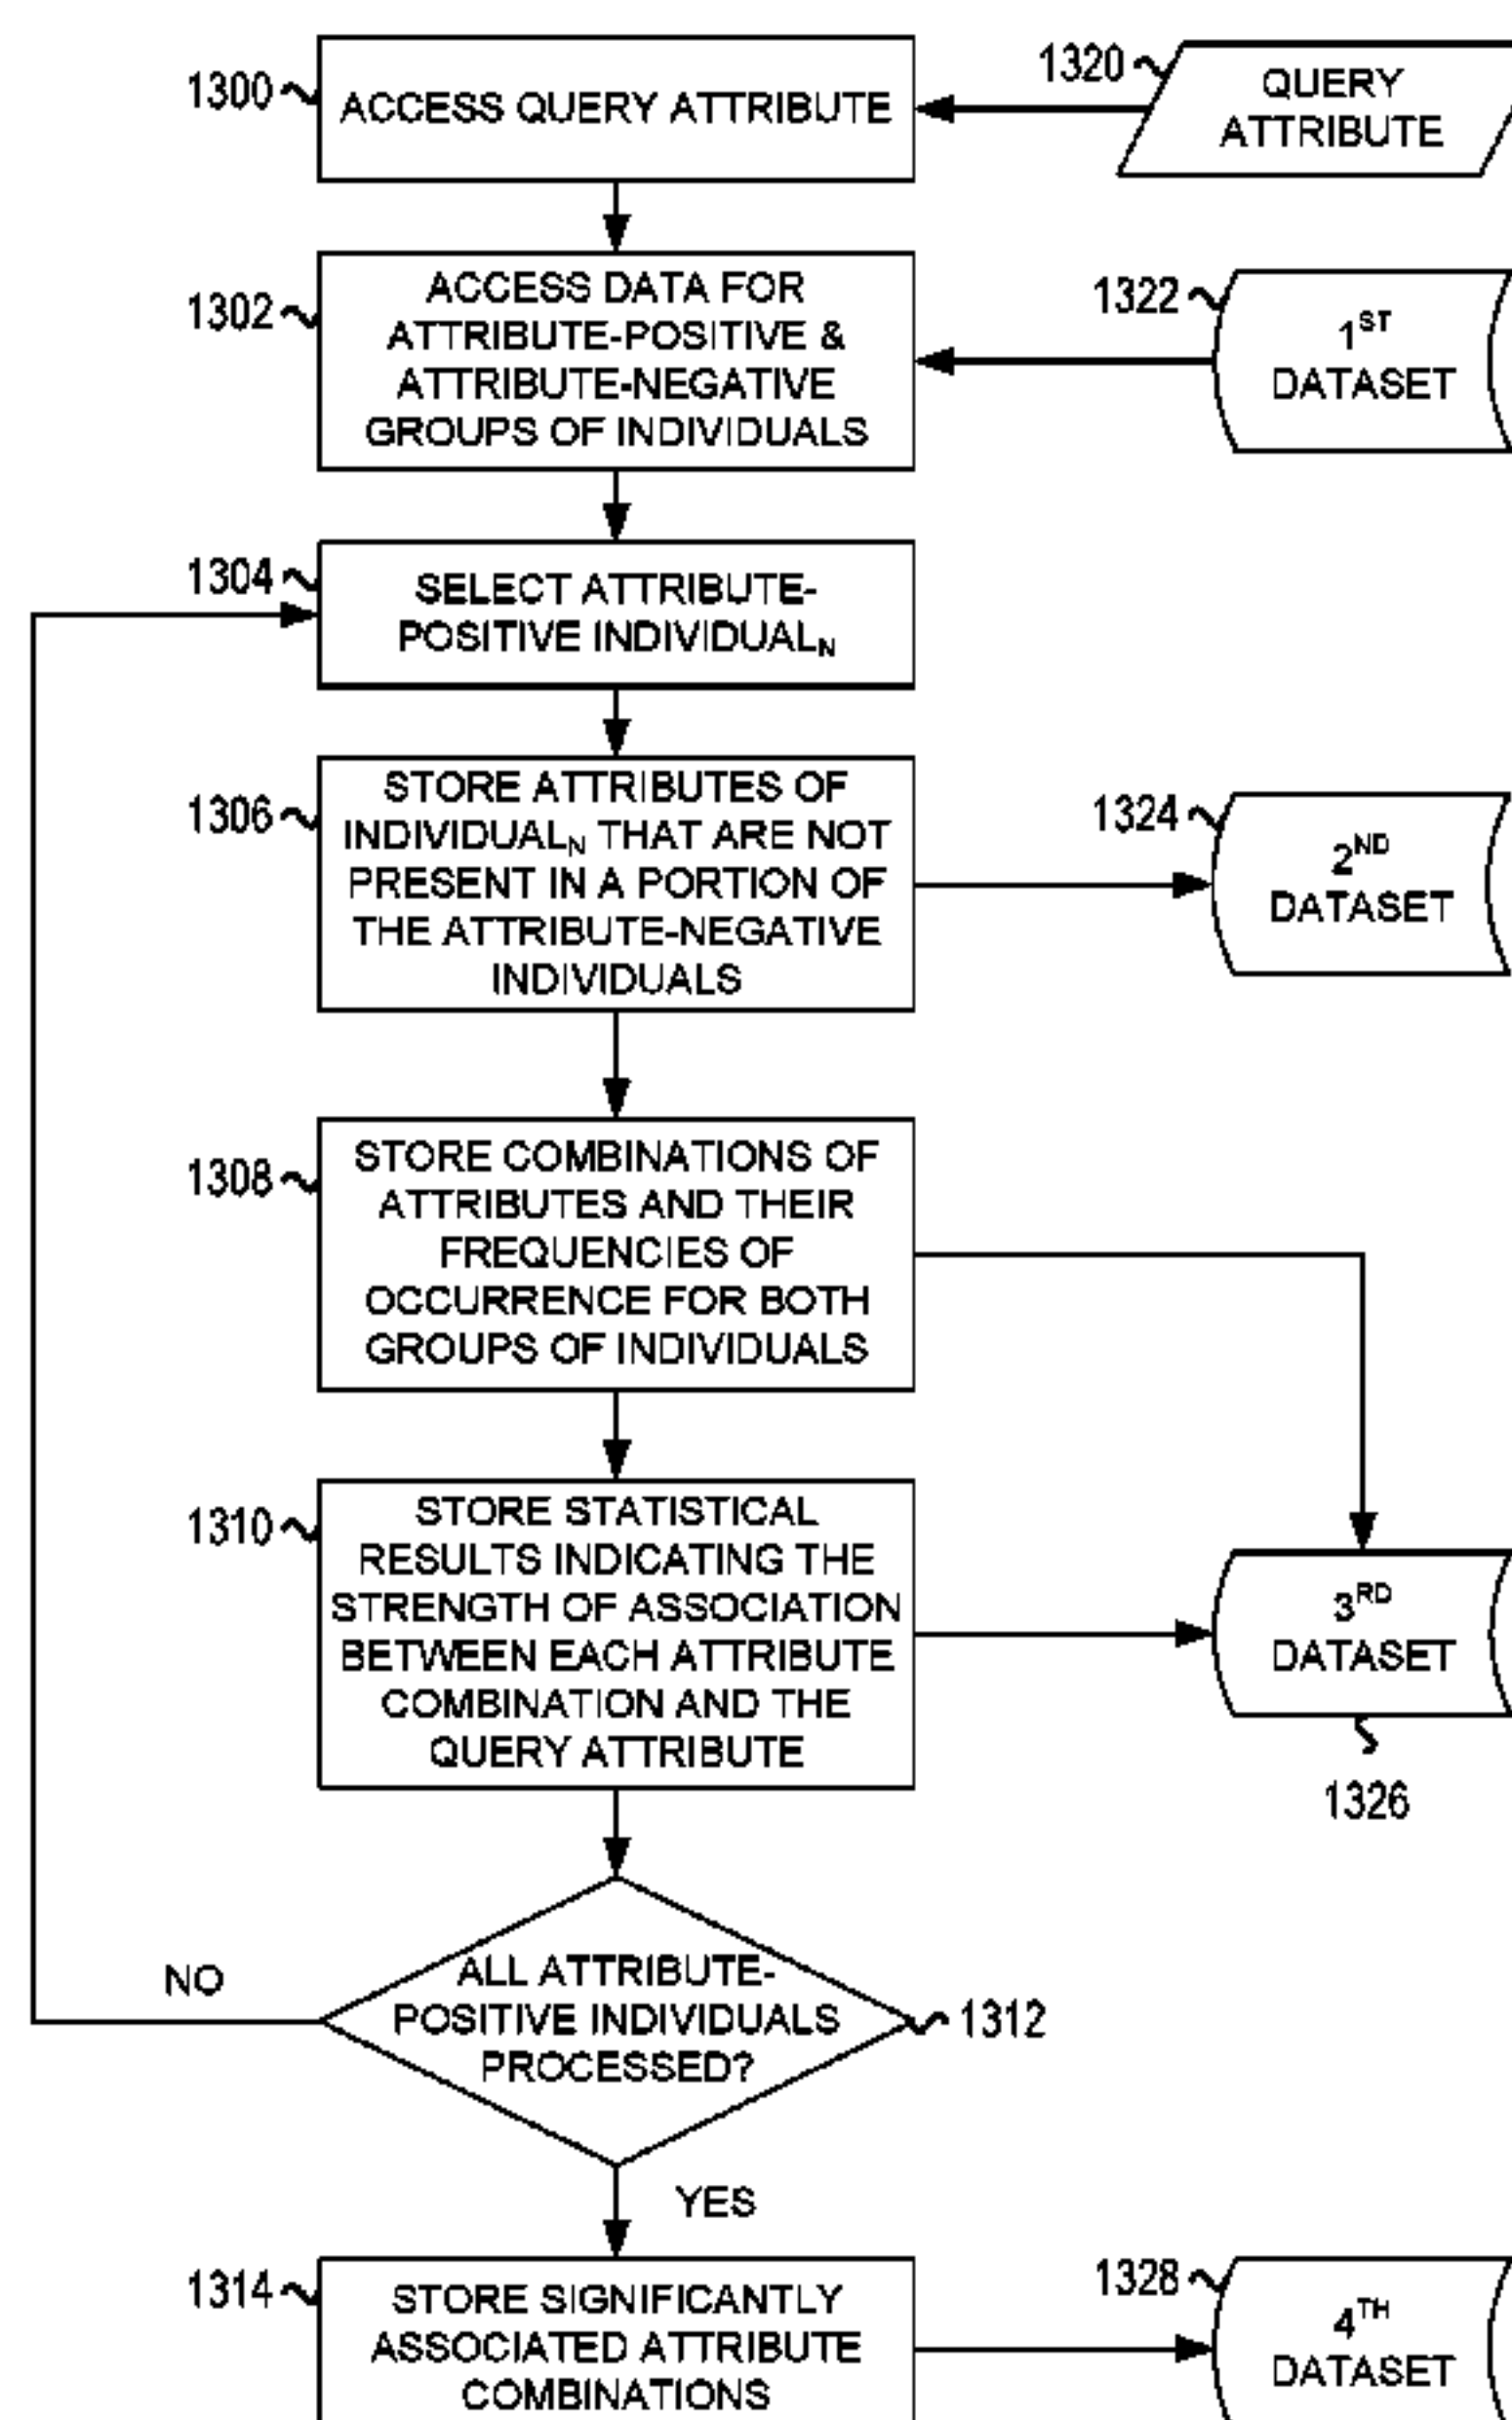 1300
ACCESS QUERY ATTRIBUTE
1320
QUERY
ATTRIBUTE
1302
ACCESS DATA FOR
ATTRIBUTE-POSITIVE &
ATTRIBUTE-NEGATIVE
GROUPS OF INDIVIDUALS
1322
1ST
DATASET
1304
SELECT ATTRIBUTE-
POSITIVE INDIVIDUALN
1306
STORE ATTRIBUTES OF
INDIVIDUALN THAT ARE NOT
PRESENT IN A PORTION OF
THE ATTRIBUTE-NEGATIVE
INDIVIDUALS
1324
2ND
DATASET
1308
STORE COMBINATIONS OF
ATTRIBUTES AND THEIR
FREQUENCIES OF
OCCURRENCE FOR BOTH
GROUPS OF INDIVIDUALS
1310
STORE STATISTICAL
RESULTS INDICATING THE
STRENGTH OF ASSOCIATION
BETWEEN EACH ATTRIBUTE
COMBINATION AND THE
QUERY ATTRIBUTE
3RD
DATASET
1326
NO
ALL ATTRIBUTE-
POSITIVE INDIVIDUALS
PROCESSED?
1312
YES
1314
STORE SIGNIFICANTLY
ASSOCIATED ATTRIBUTE
COMBINATIONS
1328
4TH
DATASET